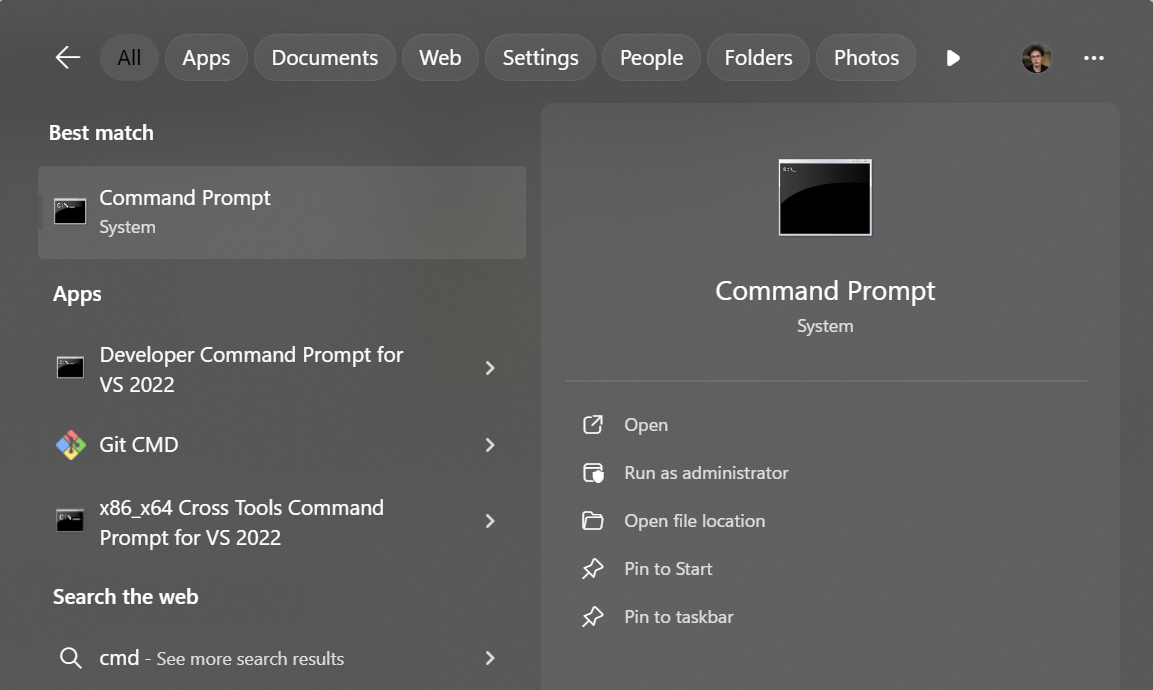 All Apps Documents Web Settings People Folders Photos
Best match
Command Prompt
System
Apps
Developer Command Prompt for
VS 2022
Git CMD
x86_x64 Cross Tools Command
Prompt for VS 2022
Search the web
cmd - See more search results
Command Prompt
System
Open
Run as administrator
Open file location
Pin to Start
Pin to taskbar